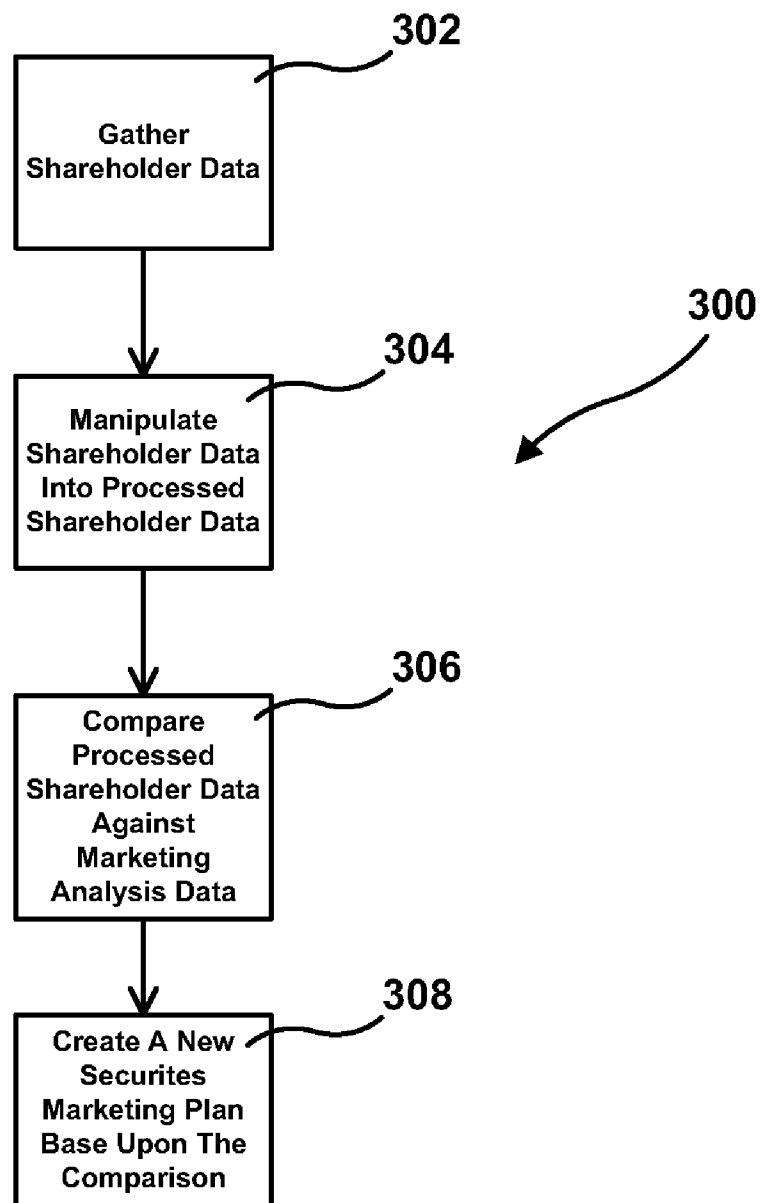 302
Gather
Shareholder Data
300
304
Manipulate
Shareholder Data
Into Processed
Shareholder Data
306
Compare
Processed
Shareholder Data
Against
Marketing
Analysis Data
308
Create A New
Securites
Marketing Plan
Base Upon The
Comparison